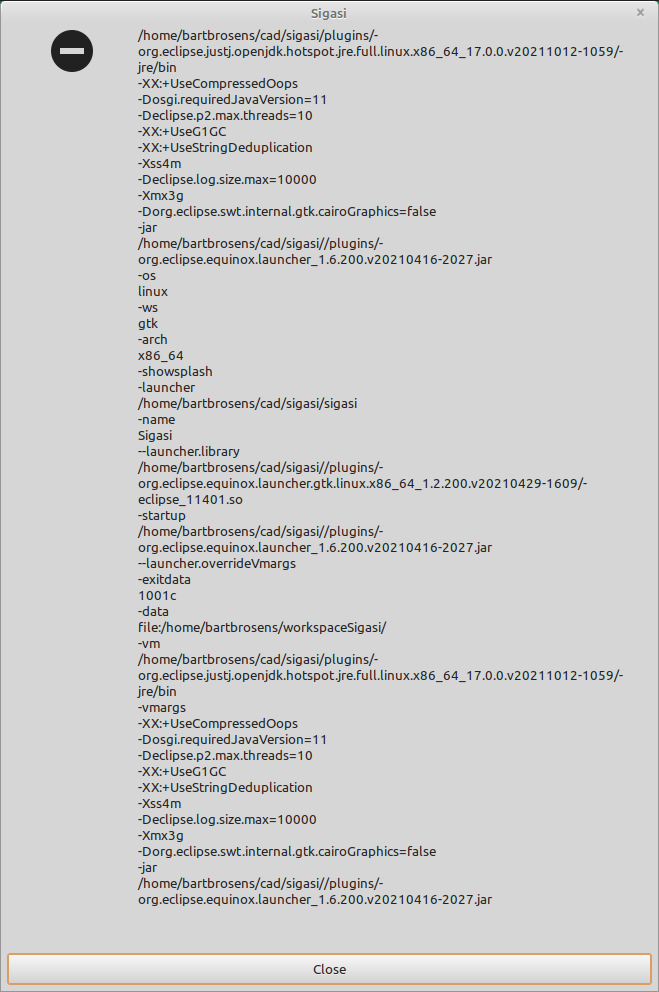 Sigasi
×
/home/bartbrosens/cad/sigasi/plugins/-
org.eclipse.justj.openjdk.hotspot.jre.full.linux.x86_64_17.0.0.v20211012-1059/-
jre/bin
-XX:+UseCompressedOops
-Dosgi.requiredJavaVersion=11
-Declipse.p2.max.threads=10
-XX:+UseG1GC
-XX:+UseStringDeduplication
-Xss4m
-Declipse.log.size.max=10000
-Xmx3g
-Dorg.eclipse.swt.internal.gtk.cairoGraphics=false
-jar
/home/bartbrosens/cad/sigasi//plugins/-
org.eclipse.equinox.launcher_1.6.200.v20210416-2027.jar
-os
linux
-ws
gtk
-arch
x86_64
-showsplash
-launcher
/home/bartbrosens/cad/sigasi/sigasi
-name
Sigasi
--launcher.library
/home/bartbrosens/cad/sigasi//plugins/-
org.eclipse.equinox.launcher.gtk.linux.x86_64_1.2.200.v20210429-1609/-
eclipse_11401.so
-startup
/home/bartbrosens/cad/sigasi//plugins/-
org.eclipse.equinox.launcher_1.6.200.v20210416-2027.jar
--launcher.overrideVmargs
-exitdata
1001c
-data
file:/home/bartbrosens/workspaceSigasi/
-vm
/home/bartbrosens/cad/sigasi/plugins/-
org.eclipse.justj.openjdk.hotspot.jre.full.linux.x86_64_17.0.0.v20211012-1059/-
jre/bin
-vmargs
-XX:+UseCompressedOops
-Dosgi.requiredJavaVersion=11
-Declipse.p2.max.threads=10
-XX:+UseG1GC
-XX:+UseStringDeduplication
-Xss4m
-Declipse.log.size.max=10000
-Xmx3g
-Dorg.eclipse.swt.internal.gtk.cairoGraphics=false
-jar
/home/bartbrosens/cad/sigasi//plugins/-
org.eclipse.equinox.launcher_1.6.200.v20210416-2027.jar
Close